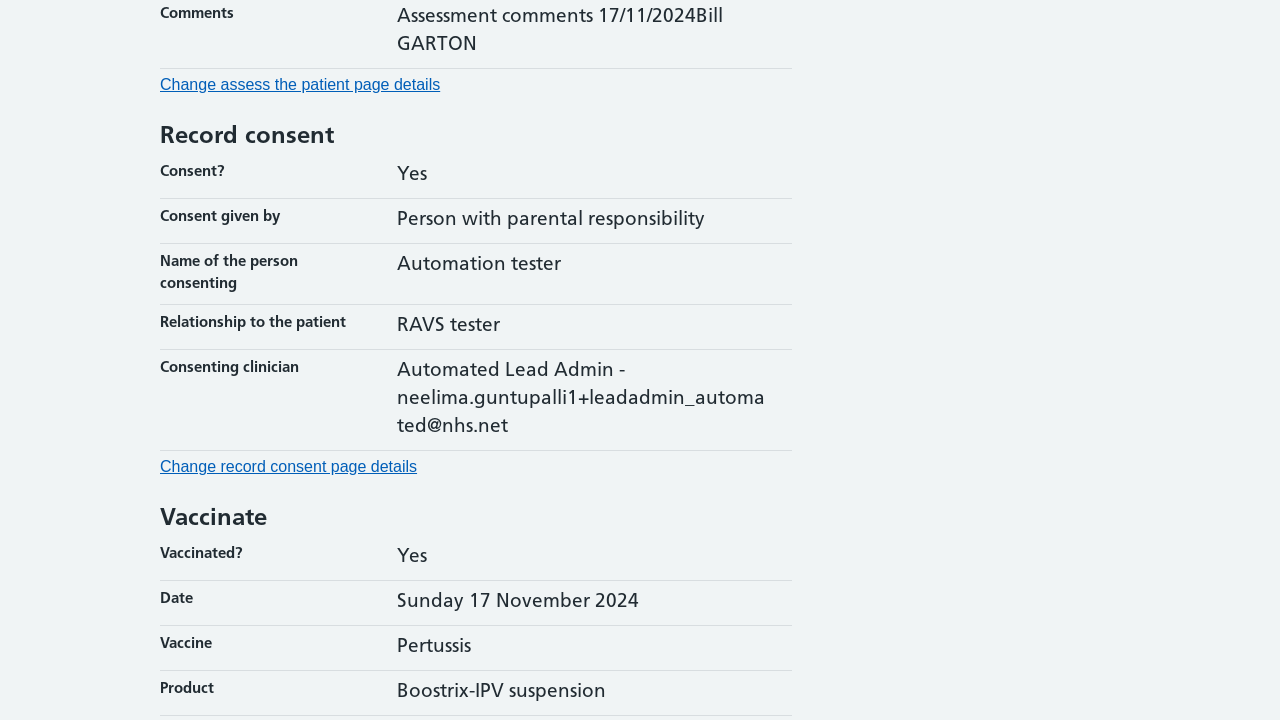 Comments
Assessment comments 17/11/2024Bill
GARTON
Change assess the patient page details
Record consent
Consent?
Yes
Consent given by
Person with parental responsibility
Name of the person
consenting
Automation tester
Relationship to the patient
RAVS tester
Consenting clinician
Automated Lead Admin -
neelima.guntupalli1+leadadmin_automa
ted@nhs.net
Change record consent page details
Vaccinate
Vaccinated?
Yes
Date
Sunday 17 November 2024
Vaccine
Pertussis
Product
Boostrix-IPV suspension